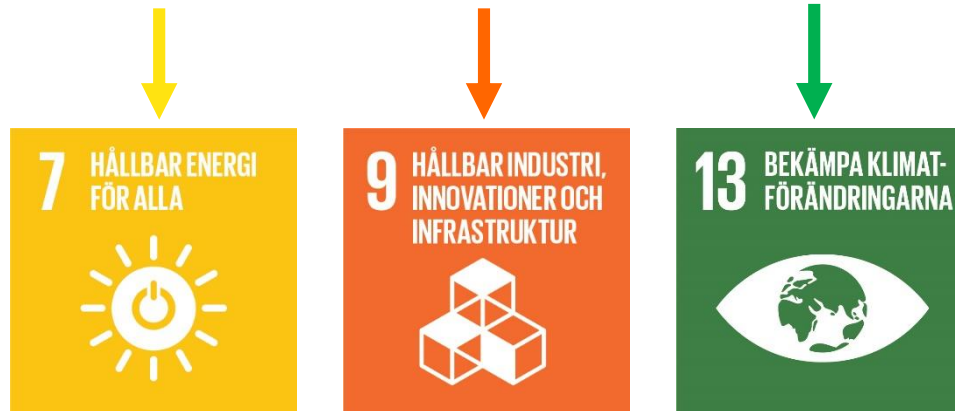 7 HÅLLBAR ENERGI
FÖR ALLA
9 HÅLLBAR INDUSTRI,
INNOVATIONER OCH
INFRASTRUKTUR
13 BEKÄMPA KLIMAT-
FÖRÄNDRINGARNA